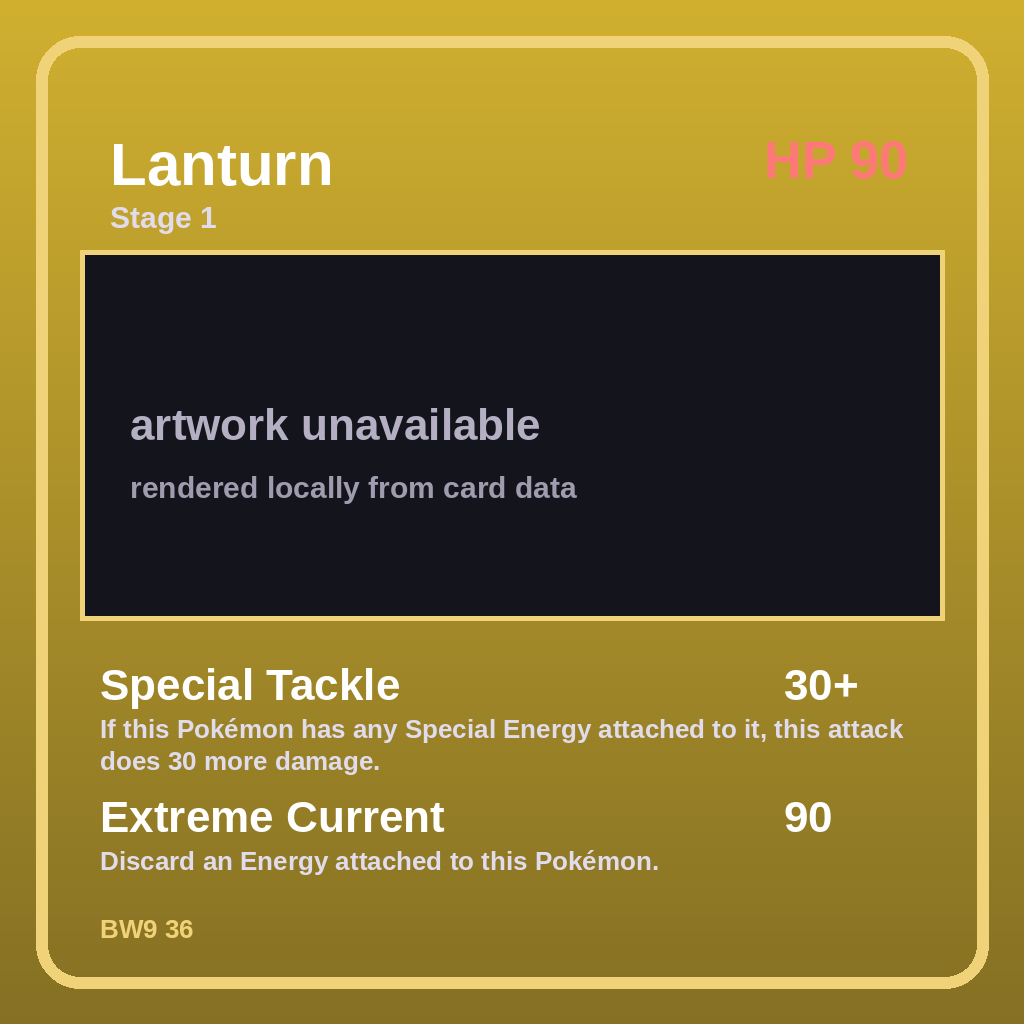 Lanturn
HP 90
Stage 1
artwork unavailable
rendered locally from card data
Special Tackle 30+
If this Pokémon has any Special Energy attached to it, this attack
does 30 more damage.
Extreme Current 90
Discard an Energy attached to this Pokémon.
BW9 36